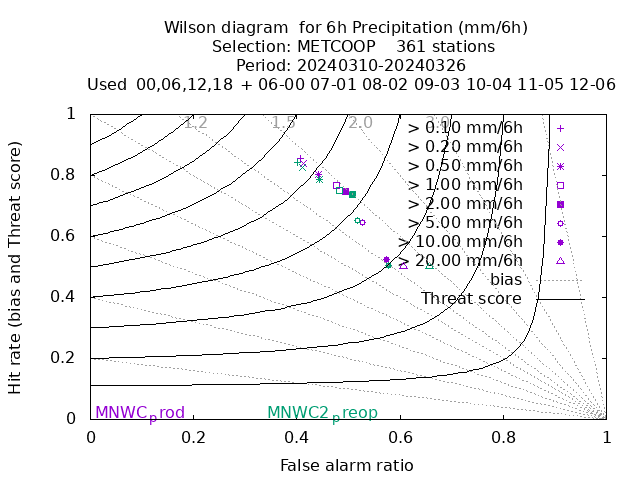 Wilson diagram  for 6h Precipitation (mm/6h)
Selection: METCOOP    361 stations
Period: 20240310-20240326
Used  00,06,12,18  + 06-00 07-01 08-02 09-03 10-04 11-05 12-06
Hit rate (bias and Threat score)
1
0.8
0.6
0.4
0.2
0
1.2
1.5
2.0
3.0
> 0.10 mm/6h
> 0.20 mm/6h
> 0.50 mm/6h
> 1.00 mm/6h
> 2.00 mm/6h
> 5.00 mm/6h
> 10.00 mm/6h
> 20.00 mm/6h
bias
Threat score
MNWCprod
MNWC2preop
0
0.2
0.4
0.6
0.8
1
False alarm ratio